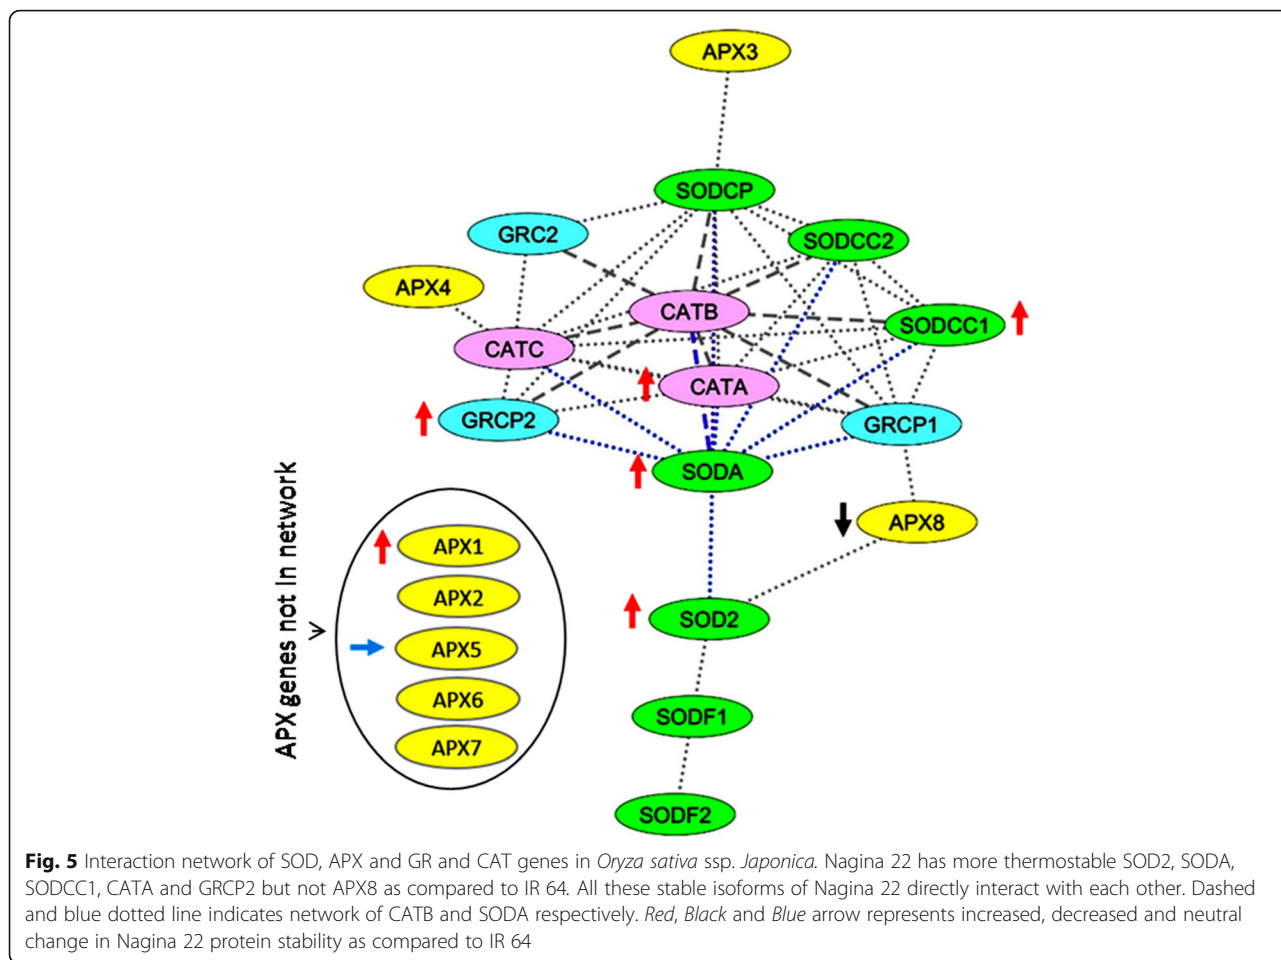 APX3
SODCP
GRC2
SODCC2
APX4
CATB
SODCC1
CATC
CATA
GRCP2
GRCP1
SODA
APX8
APX genes not in network
APX1
APX2
APX5
APX6
APX7
SOD2
SODF1
SODF2
Fig. 5 Interaction network of SOD, APX and GR and CAT genes in Oryza sativa ssp. Japonica. Nagina 22 has more thermostable SOD2, SODA,
SODCC1, CATA and GRCP2 but not APX8 as compared to IR 64. All these stable isoforms of Nagina 22 directly interact with each other. Dashed
and blue dotted line indicates network of CATB and SODA respectively. Red, Black and Blue arrow represents increased, decreased and neutral
change in Nagina 22 protein stability as compared to IR 64